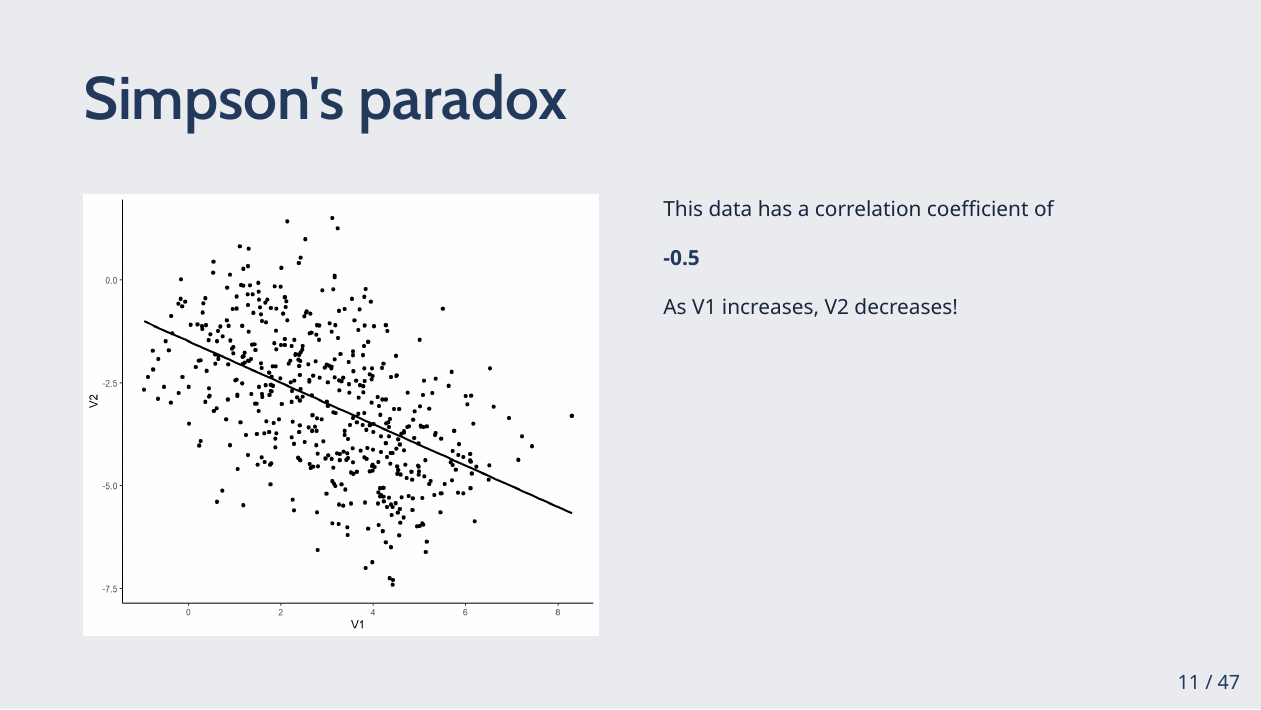 Simpson's paradox
This data has a correlation coefficient of
-0.5
As V1 increases, V2 decreases!
V2
0.0
-2.5
-5.0
-7.5
0 2 4 6 8
V1
11 / 47